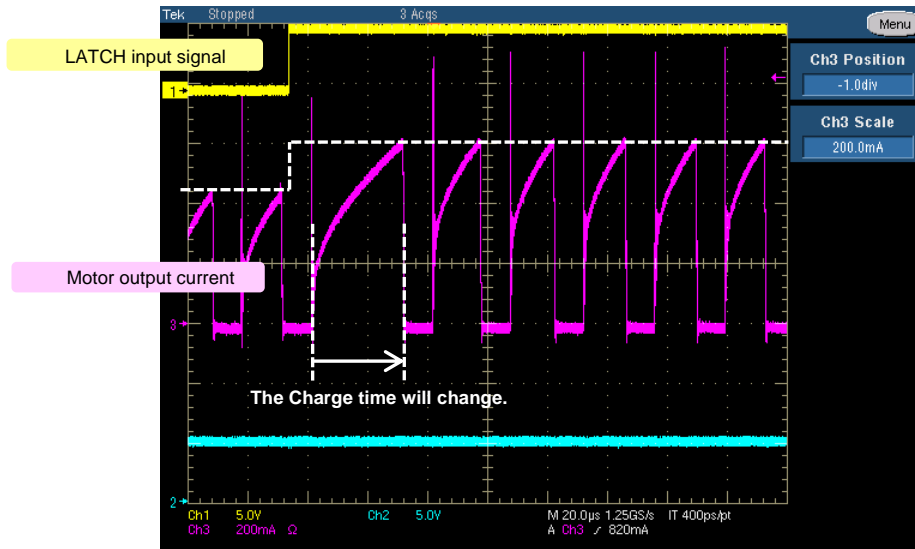 Tek Stopped 3 Acqs
Menu
LATCH input signal
Ch3 Position
-1.0div
1
Ch3 Scale
200.0mA
Motor output current
3
The Charge time will change.
2
Ch1 5.0V Ch2 5.0V M 20.0µs 1.25GS/s IT 400ps/pt
Ch3 200mA Ω A Ch3 ∕ 820mA